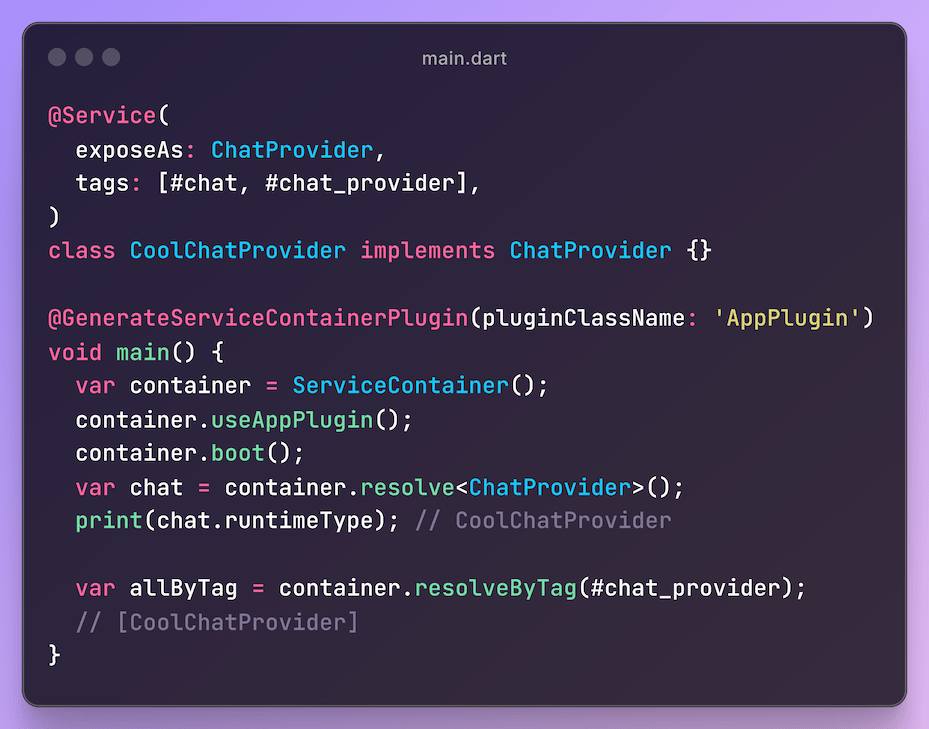 main.dart
@Service(
  exposeAs: ChatProvider,
  tags: [#chat, #chat_provider],
)
class CoolChatProvider implements ChatProvider {}
@GenerateServiceContainerPlugin(pluginClassName: 'AppPlugin')
void main() {
  var container = ServiceContainer();
  container.useAppPlugin();
  container.boot();
  var chat = container.resolve<ChatProvider>();
  print(chat.runtimeType); // CoolChatProvider
  var allByTag = container.resolveByTag(#chat_provider);
  // [CoolChatProvider]
}